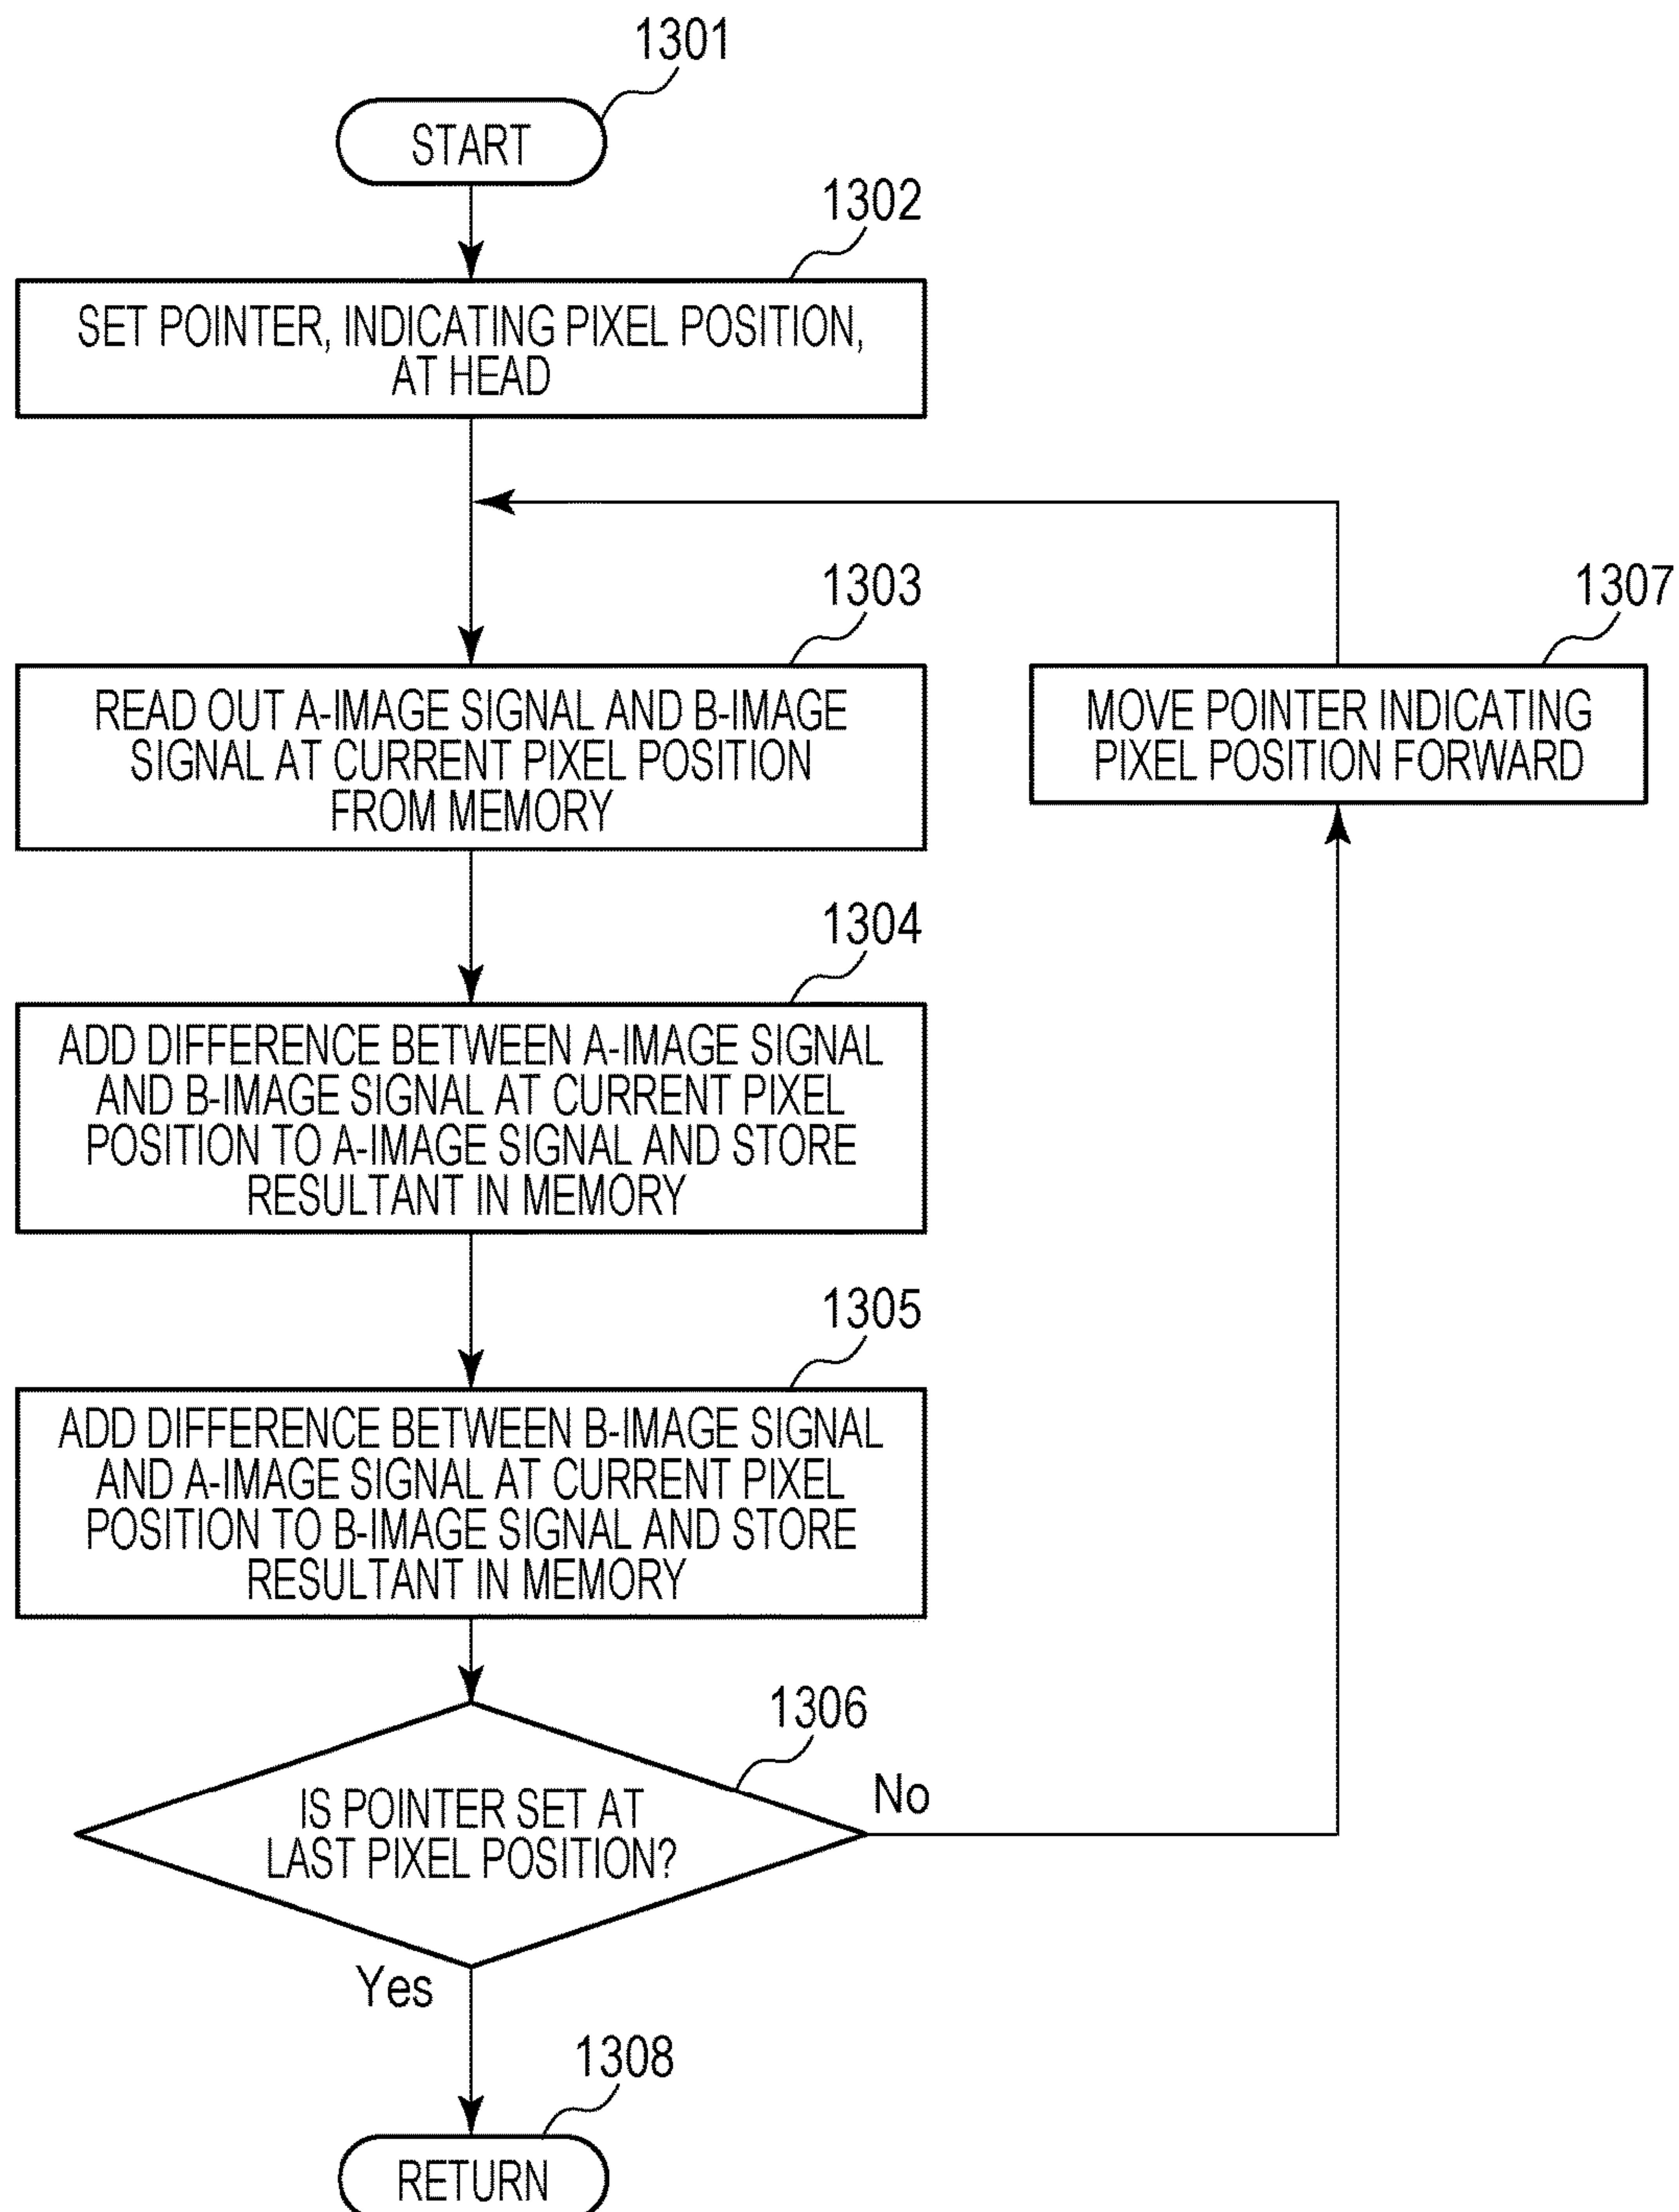 1301
START
1302
SET POINTER, INDICATING PIXEL POSITION,
AT HEAD
1303
READ OUT A-IMAGE SIGNAL AND B-IMAGE
SIGNAL AT CURRENT PIXEL POSITION
FROM MEMORY
1307
MOVE POINTER INDICATING
PIXEL POSITION FORWARD
1304
ADD DIFFERENCE BETWEEN A-IMAGE SIGNAL
AND B-IMAGE SIGNAL AT CURRENT PIXEL
POSITION TO A-IMAGE SIGNAL AND STORE
RESULTANT IN MEMORY
1305
ADD DIFFERENCE BETWEEN B-IMAGE SIGNAL
AND A-IMAGE SIGNAL AT CURRENT PIXEL
POSITION TO B-IMAGE SIGNAL AND STORE
RESULTANT IN MEMORY
1306
IS POINTER SET AT
LAST PIXEL POSITION?
No
Yes
1308
RETURN